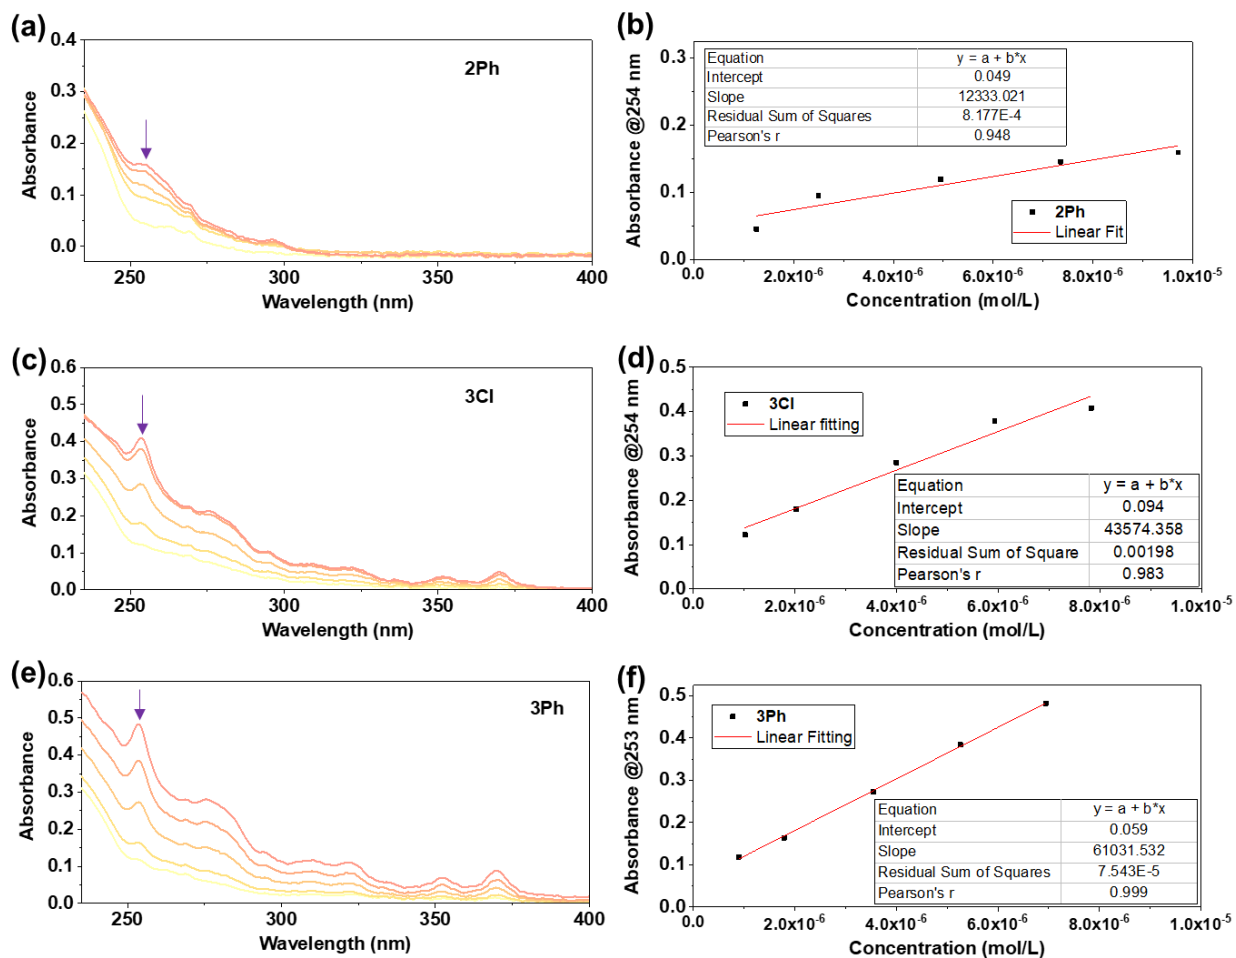 (a)
0.4
0.3
0.2
0.1
0.0
Absorbance
2Ph
250
300
350
400
Wavelength (nm)
(b)
0.3
0.2
0.1
0.0
Absorbance @254 nm
Equation y = a + b*x
Intercept 0.049
Slope 12333.021
Residual Sum of Squares 8.177E-4
Pearson's r 0.948
2Ph
Linear Fit
0.0
2.0x10⁻⁶
4.0x10⁻⁶
6.0x10⁻⁶
8.0x10⁻⁶
1.0x10⁻⁵
Concentration (mol/L)
(c)
0.6
0.5
0.4
0.3
0.2
0.1
0.0
Absorbance
3Cl
250
300
350
400
Wavelength (nm)
(d)
0.5
0.4
0.3
0.2
0.1
0.0
Absorbance @254 nm
3Cl
Linear fitting
Equation y = a + b*x
Intercept 0.094
Slope 43574.358
Residual Sum of Square 0.00198
Pearson's r 0.983
0.0
2.0x10⁻⁶
4.0x10⁻⁶
6.0x10⁻⁶
8.0x10⁻⁶
1.0x10⁻⁵
Concentration (mol/L)
(e)
0.6
0.5
0.4
0.3
0.2
0.1
0.0
Absorbance
3Ph
250
300
350
400
Wavelength (nm)
(f)
0.5
0.4
0.3
0.2
0.1
0.0
Absorbance @253 nm
3Ph
Linear Fitting
Equation y = a + b*x
Intercept 0.059
Slope 61031.532
Residual Sum of Squares 7.543E-5
Pearson's r 0.999
0.0
2.0x10⁻⁶
4.0x10⁻⁶
6.0x10⁻⁶
8.0x10⁻⁶
1.0x10⁻⁵
Concentration (mol/L)